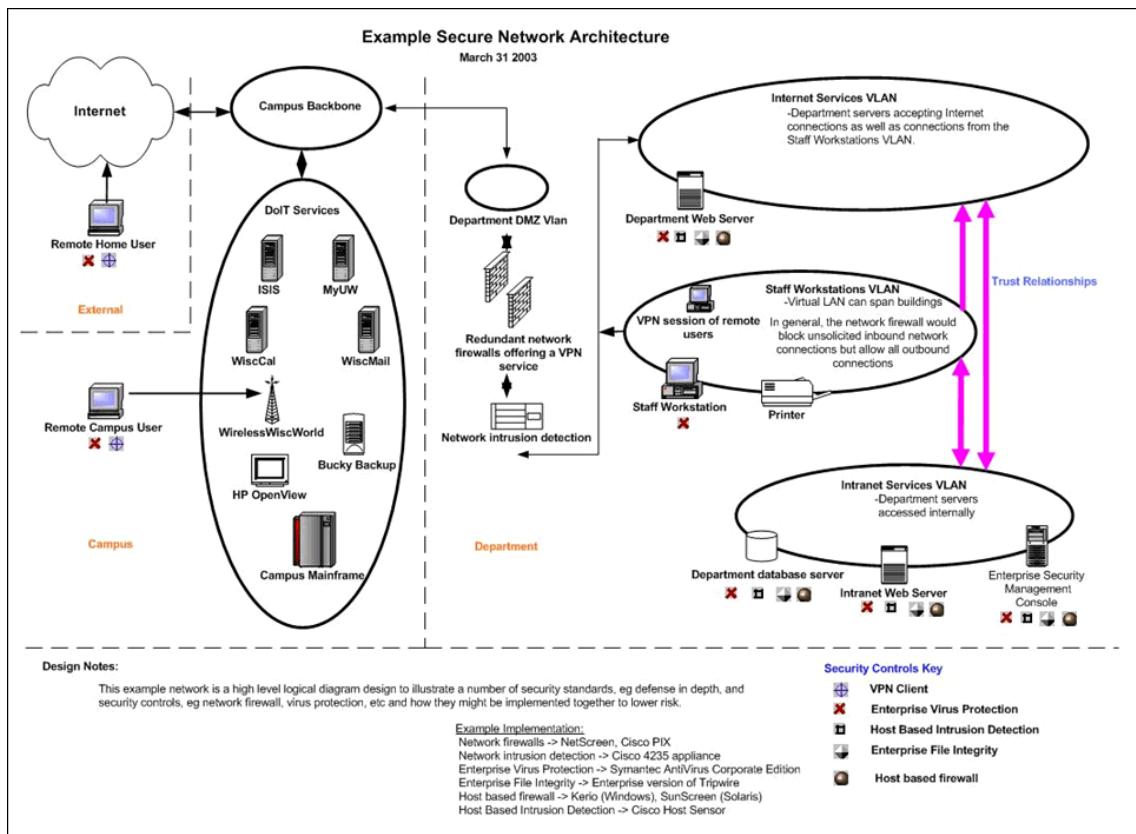 Example Secure Network Architecture
March 31 2003
Internet
Campus Backbone
Remote Home User
External
DoIT Services
ISIS
MyUW
WiscCal
WiscMail
WirelessWiscWorld
Bucky Backup
HP OpenView
Campus Mainframe
Remote Campus User
Campus
Department DMZ Vlan
Redundant network
firewalls offering a VPN
service
Network intrusion detection
Department
Internet Services VLAN
-Department servers accepting Internet
connections as well as connections from the
Staff Workstations VLAN.
Department Web Server
Staff Workstations VLAN
-Virtual LAN can span buildings
VPN session of remote
users
In general, the network firewall would
block unsolicited inbound network
connections but allow all outbound
connections
Staff Workstation
Printer
Trust Relationships
Intranet Services VLAN
-Department servers
accessed internally
Department database server
Intranet Web Server
Enterprise Security
Management
Console
Design Notes:
This example network is a high level logical diagram design to illustrate a number of security standards, eg defense in depth, and
security controls, eg network firewall, virus protection, etc and how they might be implemented together to lower risk.
Example Implementation:
Network firewalls -> NetScreen, Cisco PIX
Network intrusion detection -> Cisco 4235 appliance
Enterprise Virus Protection -> Symantec AntiVirus Corporate Edition
Enterprise File Integrity -> Enterprise version of Tripwire
Host based firewall -> Kerio (Windows), SunScreen (Solaris)
Host Based Intrusion Detection -> Cisco Host Sensor
Security Controls Key
VPN Client
Enterprise Virus Protection
Host Based Intrusion Detection
Enterprise File Integrity
Host based firewall